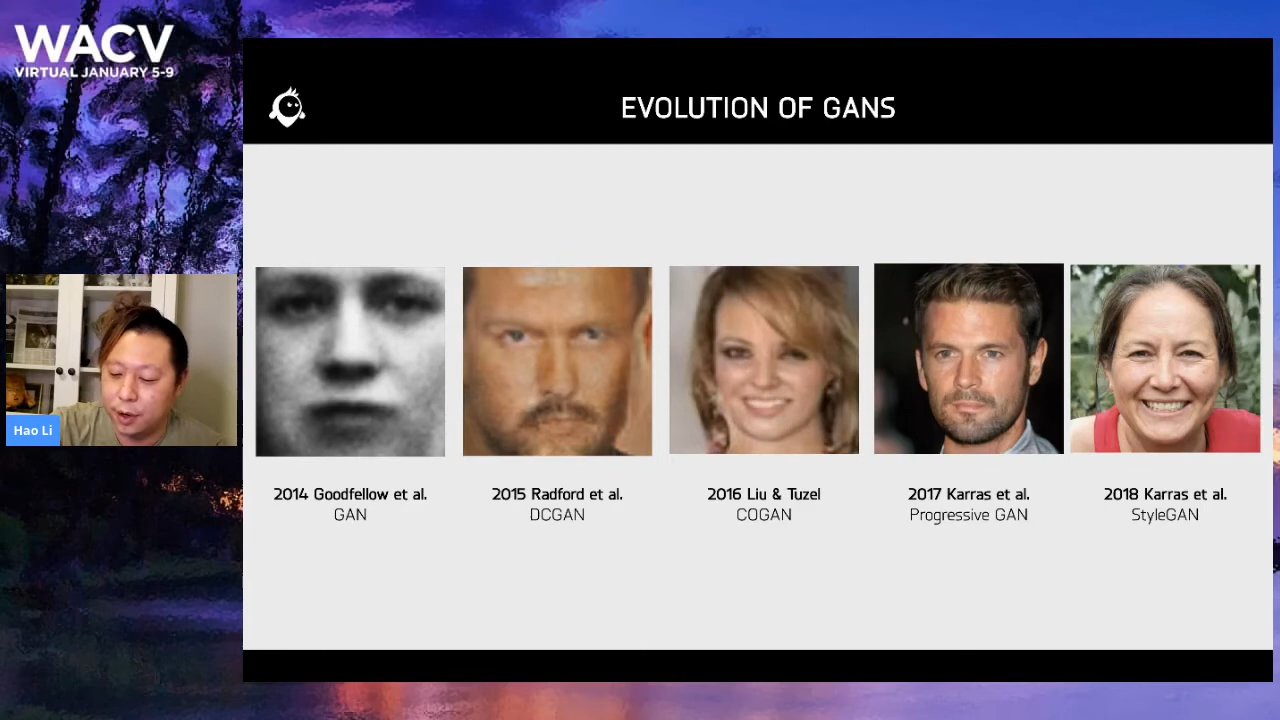 WACV
VIRTUAL JANUARY 5-9
EVOLUTION OF GANS
Hao Li
2014 Goodfellow et al.
GAN
2015 Radford et al.
DCGAN
2016 Liu & Tuzel
COGAN
2017 Karras et al.
Progressive GAN
2018 Karras et al.
StyleGAN